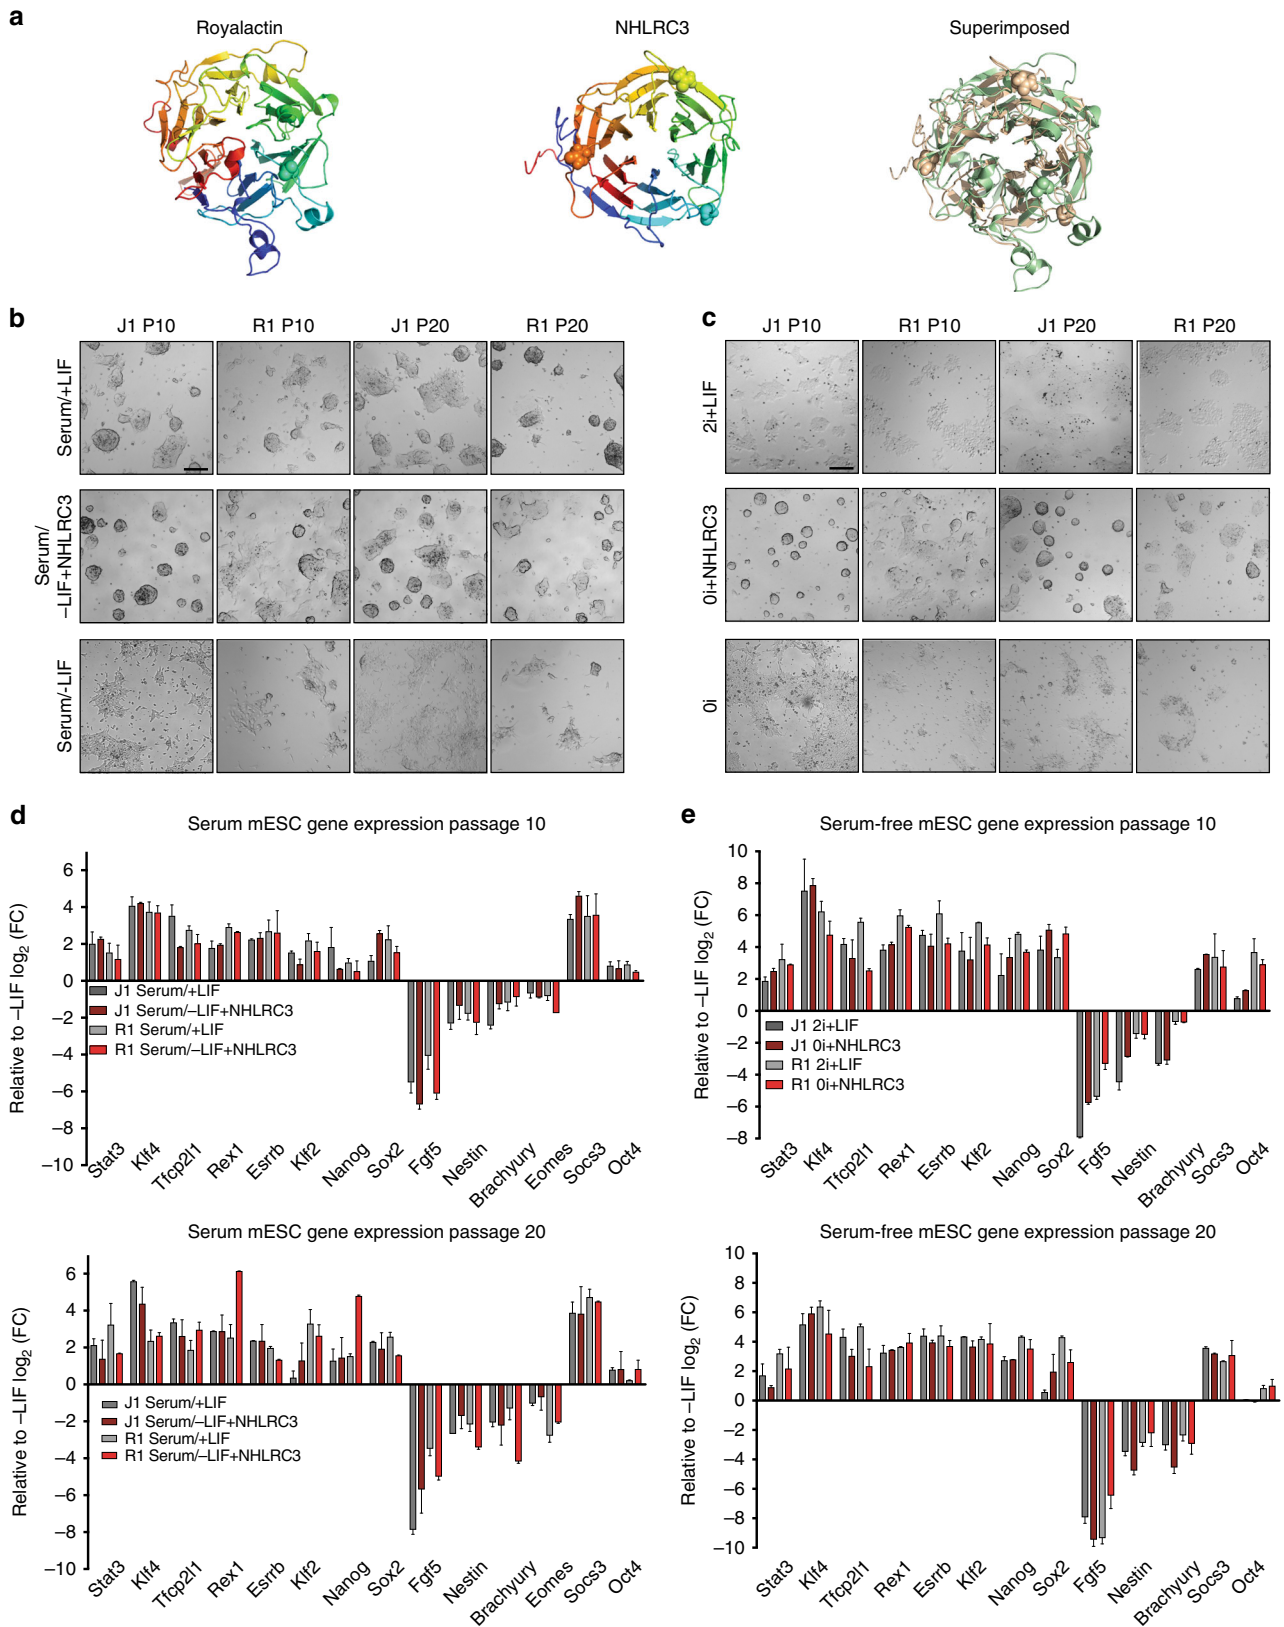 a
Royalactin
NHLRC3
Superimposed
b
J1 P10
R1 P10
J1 P20
R1 P20
Serum/+LIF
Serum/
–LIF+NHLRC3
Serum/-LIF
c
J1 P10
R1 P10
J1 P20
R1 P20
2i+LIF
0i+NHLRC3
0i
d
Serum mESC gene expression passage 10
Relative to –LIF log2 (FC)
6
4
2
0
–2
–4
–6
–8
–10
J1 Serum/+LIF
J1 Serum/–LIF+NHLRC3
R1 Serum/+LIF
R1 Serum/–LIF+NHLRC3
Stat3
Klf4
Tfcp2l1
Rex1
Esrrb
Klf2
Nanog
Sox2
Fgf5
Nestin
Brachyury
Eomes
Socs3
Oct4
Serum mESC gene expression passage 20
Relative to –LIF log2 (FC)
6
4
2
0
–2
–4
–6
–8
–10
J1 Serum/+LIF
J1 Serum/–LIF+NHLRC3
R1 Serum/+LIF
R1 Serum/–LIF+NHLRC3
Stat3
Klf4
Tfcp2l1
Rex1
Esrrb
Klf2
Nanog
Sox2
Fgf5
Nestin
Brachyury
Eomes
Socs3
Oct4
e
Serum-free mESC gene expression passage 10
Relative to –LIF log2 (FC)
10
8
6
4
2
0
–2
–4
–6
–8
J1 2i+LIF
J1 0i+NHLRC3
R1 2i+LIF
R1 0i+NHLRC3
Stat3
Klf4
Tfcp2l1
Rex1
Esrrb
Klf2
Nanog
Sox2
Fgf5
Nestin
Brachyury
Socs3
Oct4
Serum-free mESC gene expression passage 20
Relative to –LIF log2 (FC)
10
8
6
4
2
0
–2
–4
–6
–8
–10
Stat3
Klf4
Tfcp2l1
Rex1
Esrrb
Klf2
Nanog
Sox2
Fgf5
Nestin
Brachyury
Socs3
Oct4